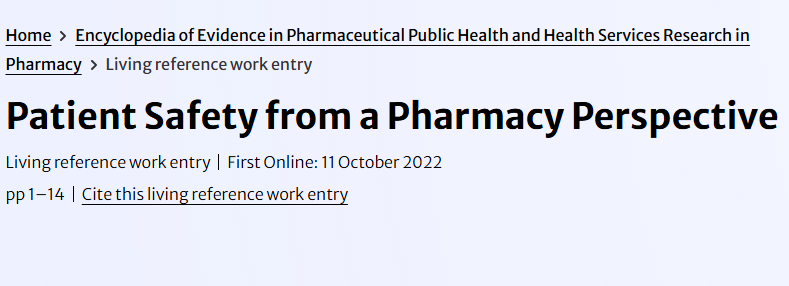 Home > Encyclopedia of Evidence in Pharmaceutical Public Health and Health Services Research in
Pharmacy > Living reference work entry
Patient Safety from a Pharmacy Perspective
Living reference work entry | First Online: 11 October 2022
pp 1–14 | Cite this living reference work entry